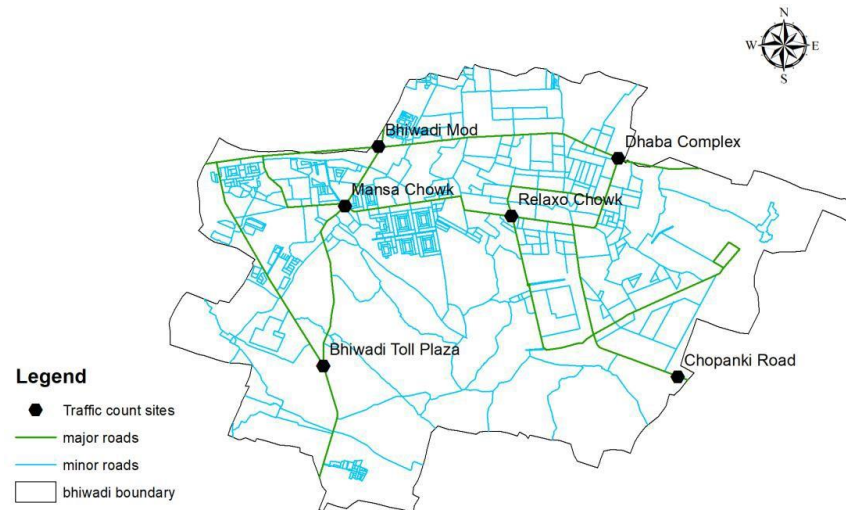 N
W E
S
Bhiwadi Mod
Dhaba Complex
Mansa Chowk
Relaxo Chowk
Bhiwadi Toll Plaza
Chopanki Road
Legend
Traffic count sites
major roads
minor roads
bhiwadi boundary